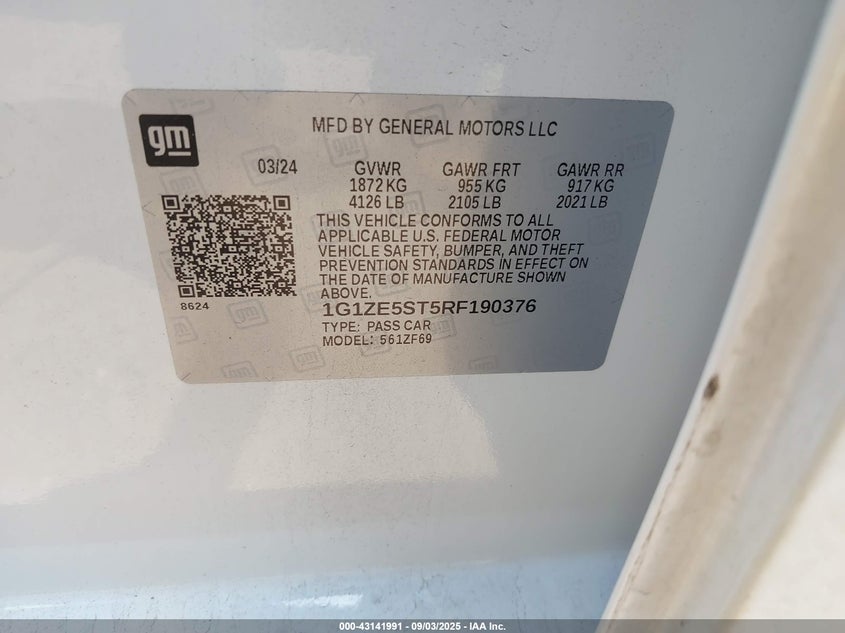 gm
MFD BY GENERAL MOTORS LLC
03/24 GVWR GAWR FRT GAWR RR
1872 KG 955 KG 917 KG
4126 LB 2105 LB 2021 LB
THIS VEHICLE CONFORMS TO ALL
APPLICABLE U.S. FEDERAL MOTOR
VEHICLE SAFETY, BUMPER, AND THEFT
PREVENTION STANDARDS IN EFFECT ON
THE DATE OF MANUFACTURE SHOWN
ABOVE.
8624
1G1ZE5ST5RF190376
TYPE: PASS CAR
MODEL: 561ZF69
000-43141991 - 09/03/2025 - IAA Inc.